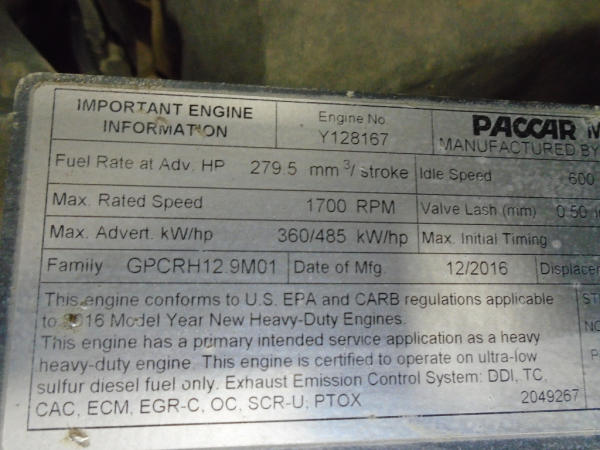 IMPORTANT ENGINE
INFORMATION
Engine No.
Y128167
PACCAR M
MANUFACTURED BY
Fuel Rate at Adv. HP 279.5 mm³/stroke
Idle Speed 600
Max. Rated Speed 1700 RPM
Valve Lash (mm) 0.50
Max. Advert. kW/hp 360/485 kW/hp
Max. Initial Timing
Family GPCRH12.9M01
Date of Mfg. 12/2016
Displacem
This engine conforms to U.S. EPA and CARB regulations applicable
to 2016 Model Year New Heavy-Duty Engines.
This engine has a primary intended service application as a heavy
heavy-duty engine. This engine is certified to operate on ultra-low
sulfur diesel fuel only. Exhaust Emission Control System: DDI, TC,
CAC, ECM, EGR-C, OC, SCR-U, PTOX
2049267
ST
NO